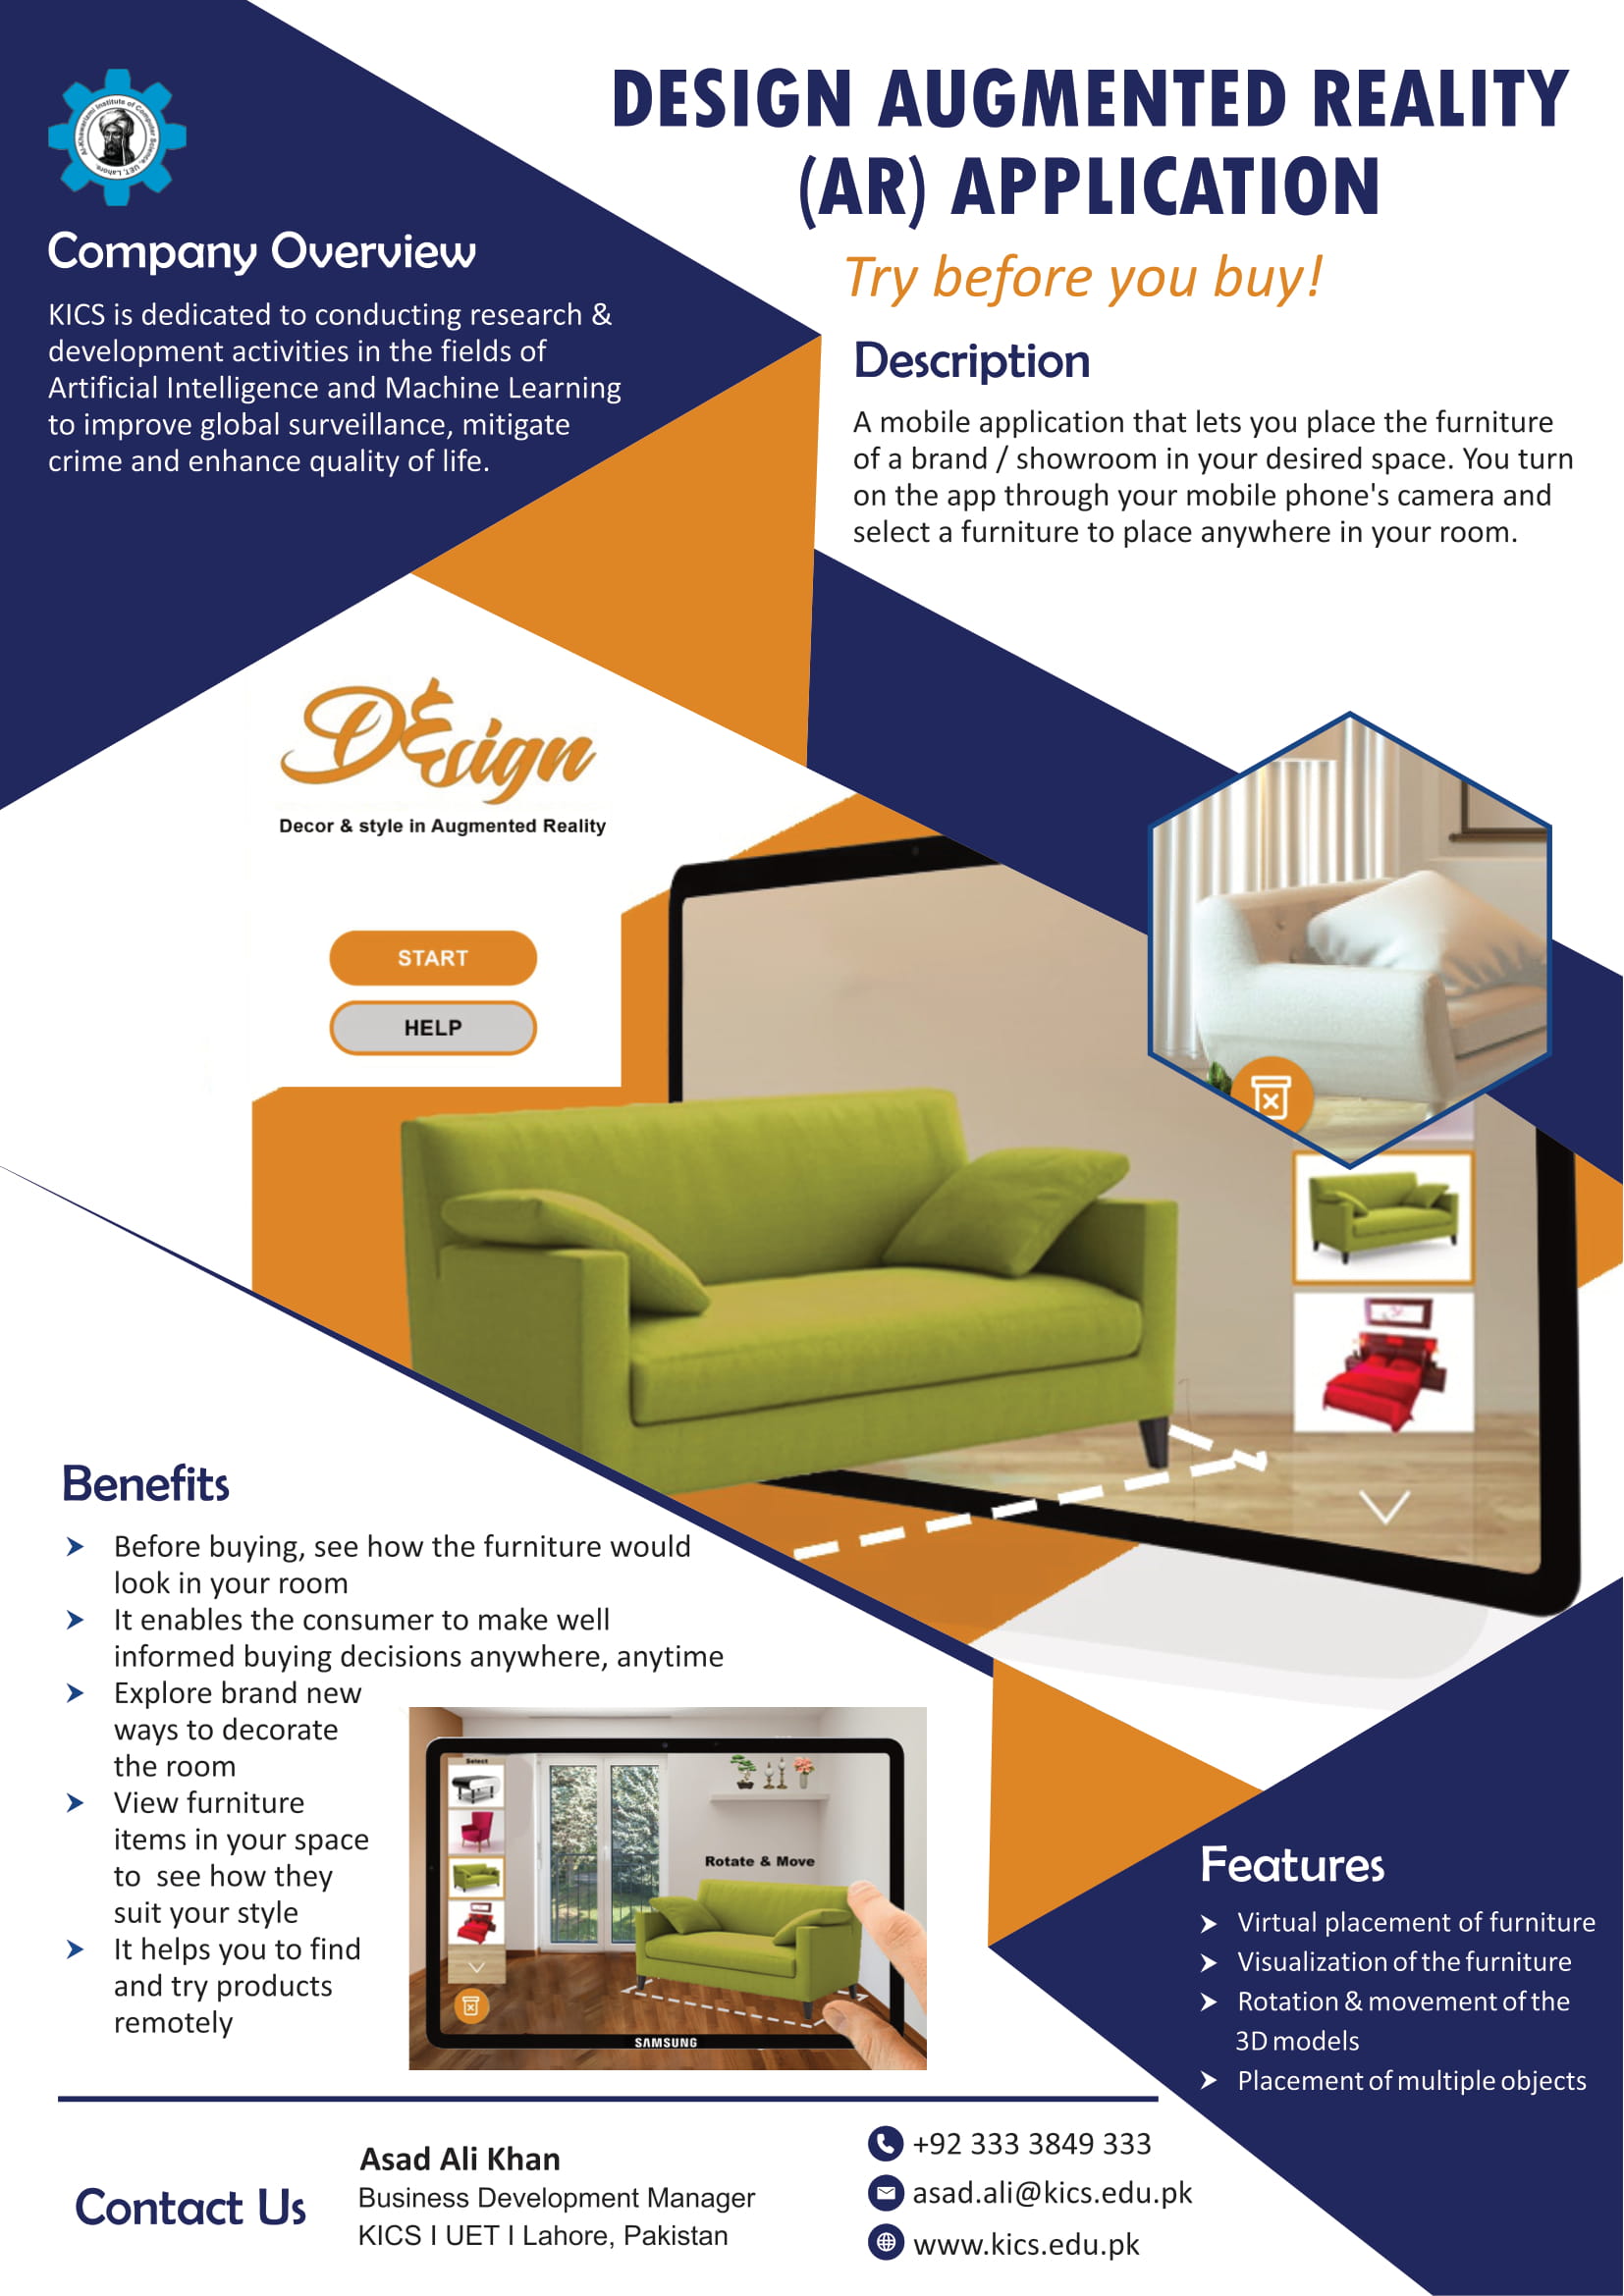 Al-Khawarizmi Institute of Computer Science, UET, Lahore.
DESIGN AUGMENTED REALITY
(AR) APPLICATION
Try before you buy!
Company Overview
KICS is dedicated to conducting research &
development activities in the fields of
Artificial Intelligence and Machine Learning
to improve global surveillance, mitigate
crime and enhance quality of life.
Description
A mobile application that lets you place the furniture
of a brand / showroom in your desired space. You turn
on the app through your mobile phone's camera and
select a furniture to place anywhere in your room.
DEsign
Decor & style in Augmented Reality
START
HELP
Benefits
Before buying, see how the furniture would
look in your room
It enables the consumer to make well
informed buying decisions anywhere, anytime
Explore brand new
ways to decorate
the room
View furniture
items in your space
to  see how they
suit your style
It helps you to find
and try products
remotely
Select
Rotate & Move
SAMSUNG
Features
Virtual placement of furniture
Visualization of the furniture
Rotation & movement of the
3D models
Placement of multiple objects
Contact Us
Asad Ali Khan
Business Development Manager
KICS I UET I Lahore, Pakistan
+92 333 3849 333
asad.ali@kics.edu.pk
www.kics.edu.pk